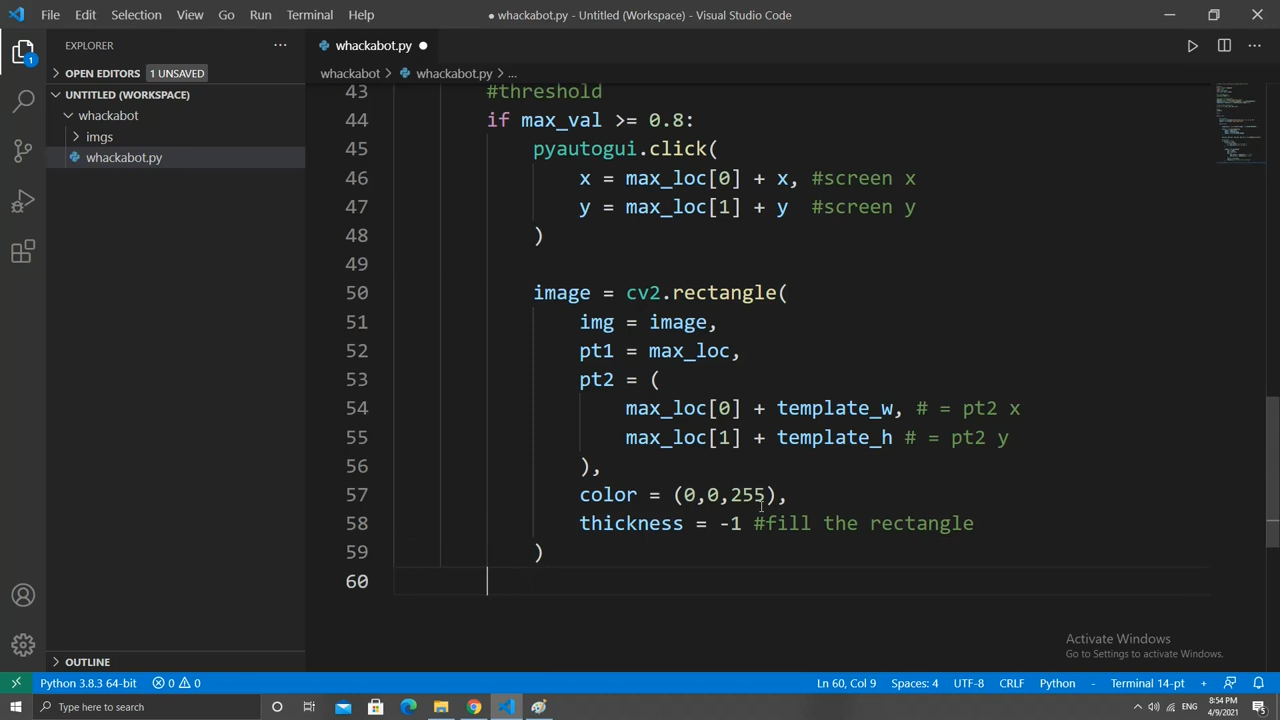 File Edit Selection View Go Run Terminal Help
● whackabot.py - Untitled (Workspace) - Visual Studio Code
EXPLORER
whackabot.py
OPEN EDITORS 1 UNSAVED
whackabot > whackabot.py > ...
UNTITLED (WORKSPACE)
whackabot
imgs
whackabot.py
43 #threshold
44 if max_val >= 0.8:
45 pyautogui.click(
46 x = max_loc[0] + x, #screen x
47 y = max_loc[1] + y #screen y
48 )
49
50 image = cv2.rectangle(
51 img = image,
52 pt1 = max_loc,
53 pt2 = (
54 max_loc[0] + template_w, # = pt2 x
55 max_loc[1] + template_h # = pt2 y
56 ),
57 color = (0,0,255),
58 thickness = -1 #fill the rectangle
59 )
60
Activate Windows
Go to Settings to activate Windows.
OUTLINE
Python 3.8.3 64-bit 0 0 Ln 60, Col 9 Spaces: 4 UTF-8 CRLF Python - Terminal 14-pt +
Type here to search
ENG
8:54 PM
4/9/2021
1
5